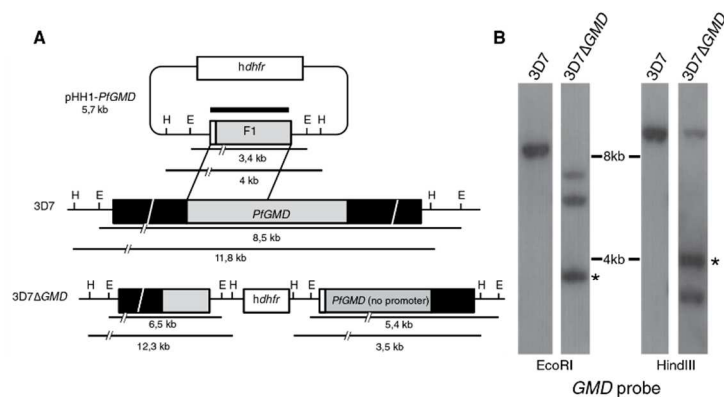 A
hdhfr
pHH1-PfGMD
5,7 kb
H E F1 E H
3,4 kb
4 kb
H E H E
3D7 PfGMD
8,5 kb
11,8 kb
H E E H H E H E
3D7ΔGMD hdhfr PfGMD (no promoter)
6,5 kb 5,4 kb
12,3 kb 3,5 kb
B
3D7 3D7ΔGMD 3D7 3D7ΔGMD
8kb
4kb
* *
EcoRI HindIII
GMD probe